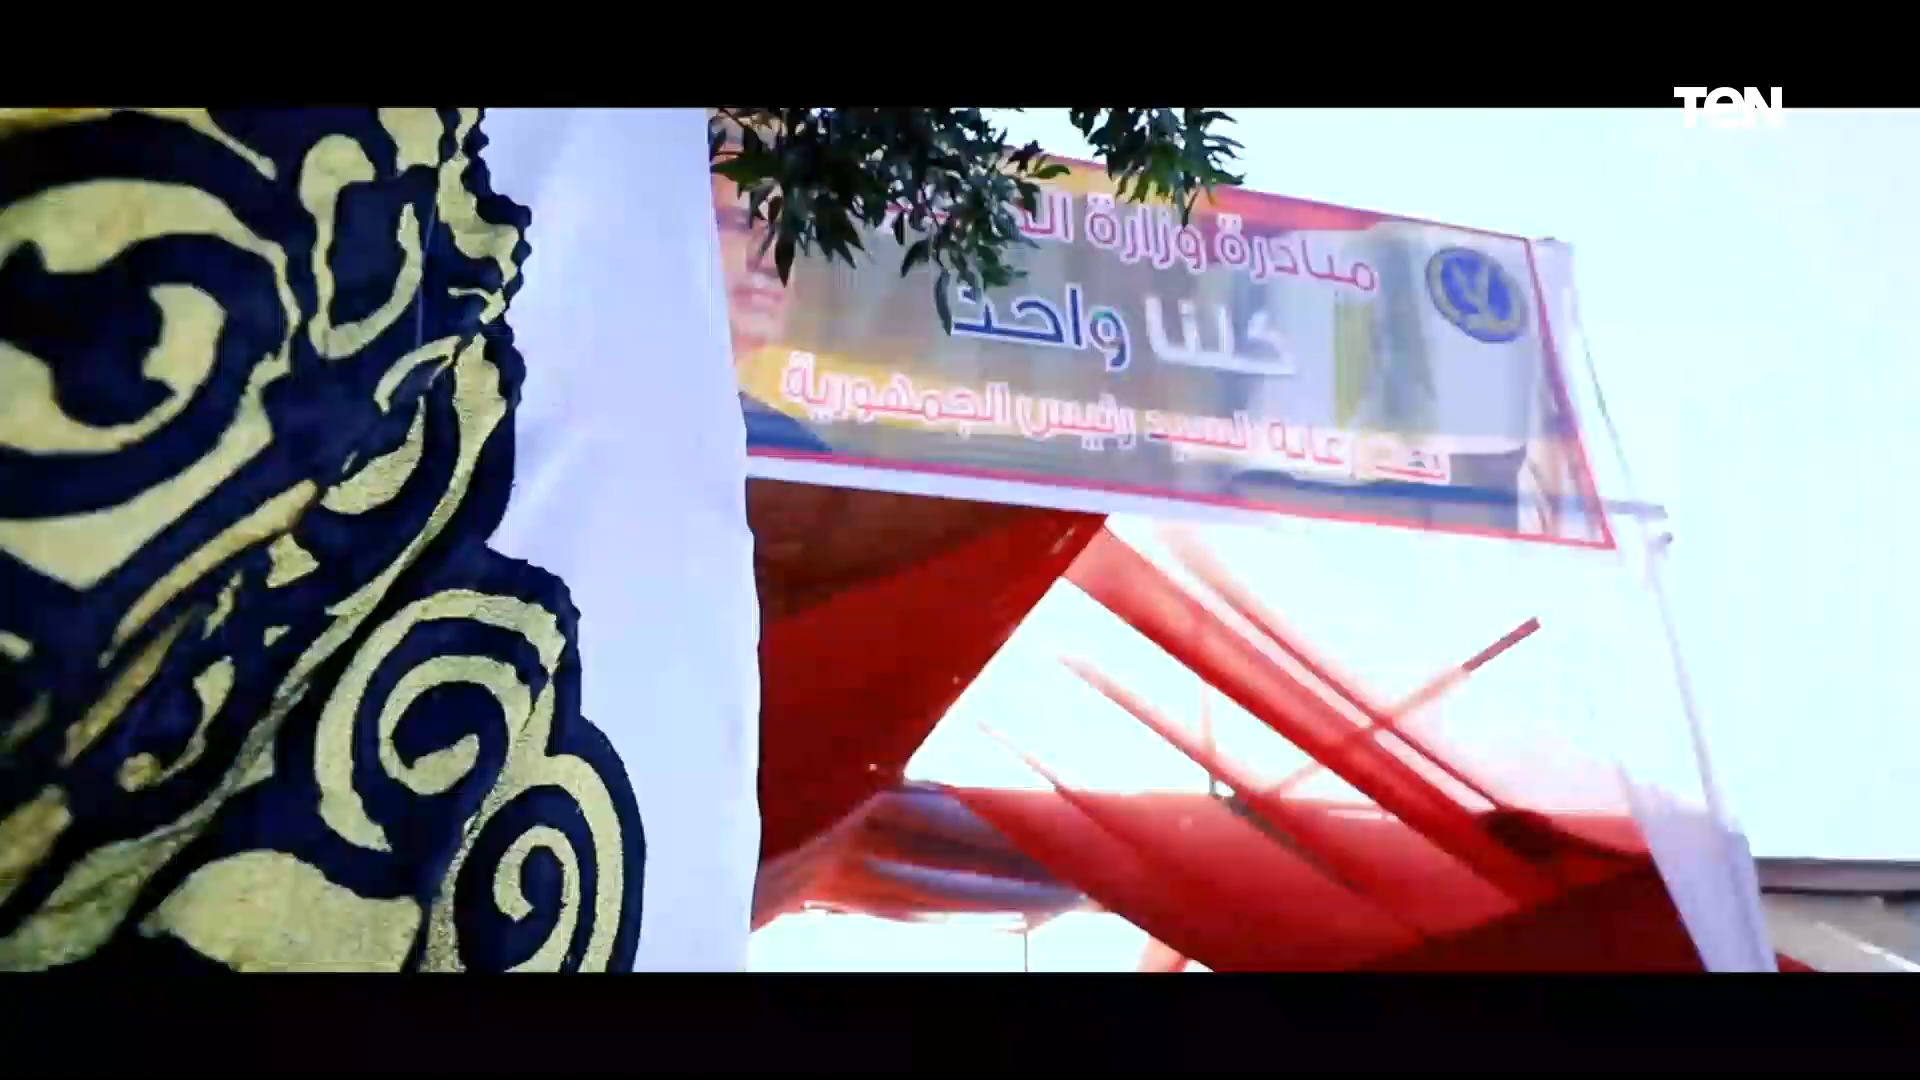 TEN
مبادرة وزارة
كلنا واحد
تحت رعاية السيد رئيس الجمهورية